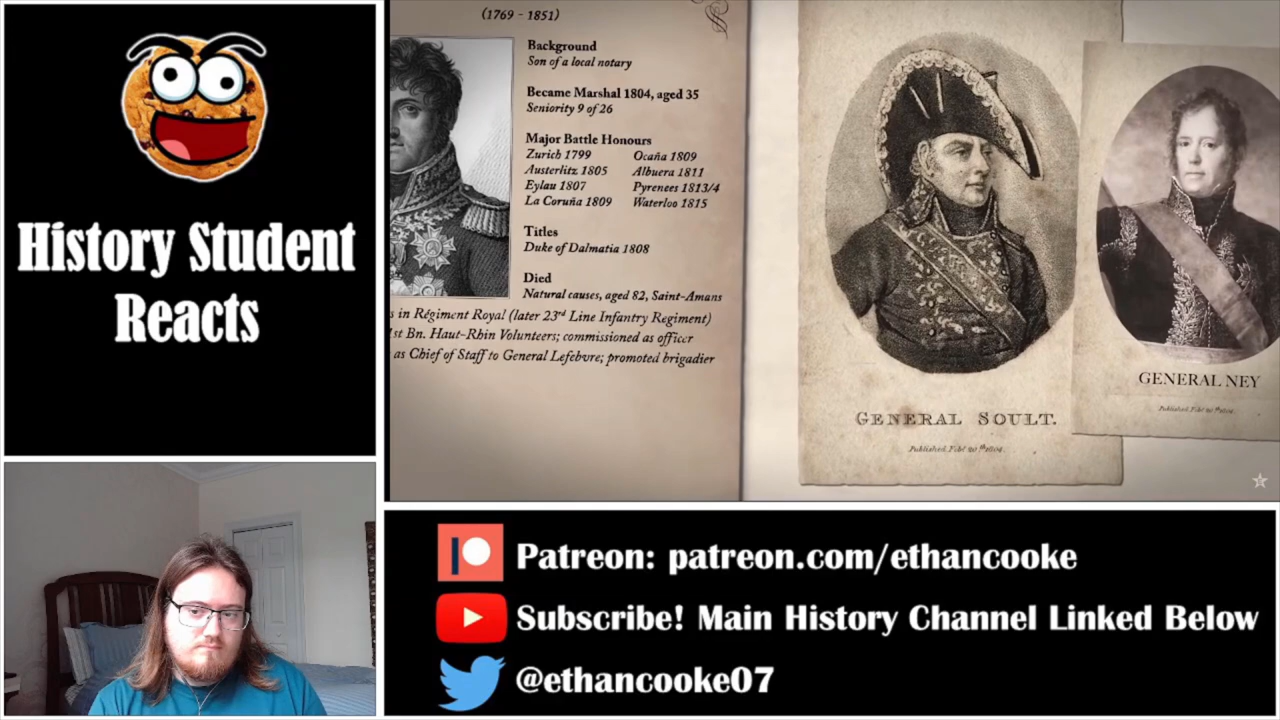 History Student
Reacts
(1769 - 1851)
Background
Son of a local notary
Became Marshal 1804, aged 35
Seniority 9 of 26
Major Battle Honours
Zurich 1799 Ocaña 1809
Austerlitz 1805 Albuera 1811
Eylau 1807 Pyrenees 1813/4
La Coruña 1809 Waterloo 1815
Titles
Duke of Dalmatia 1808
Died
Natural causes, aged 82, Saint-Amans
s in Régiment Royal (later 23rd Line Infantry Regiment)
1st Bn. Haut-Rhin Volunteers; commissioned as officer
as Chief of Staff to General Lefebvre; promoted brigadier
GENERAL SOULT.
Published, Febr 20th 1804.
GENERAL NEY
Patreon: patreon.com/ethancooke
Subscribe! Main History Channel Linked Below
@ethancooke07